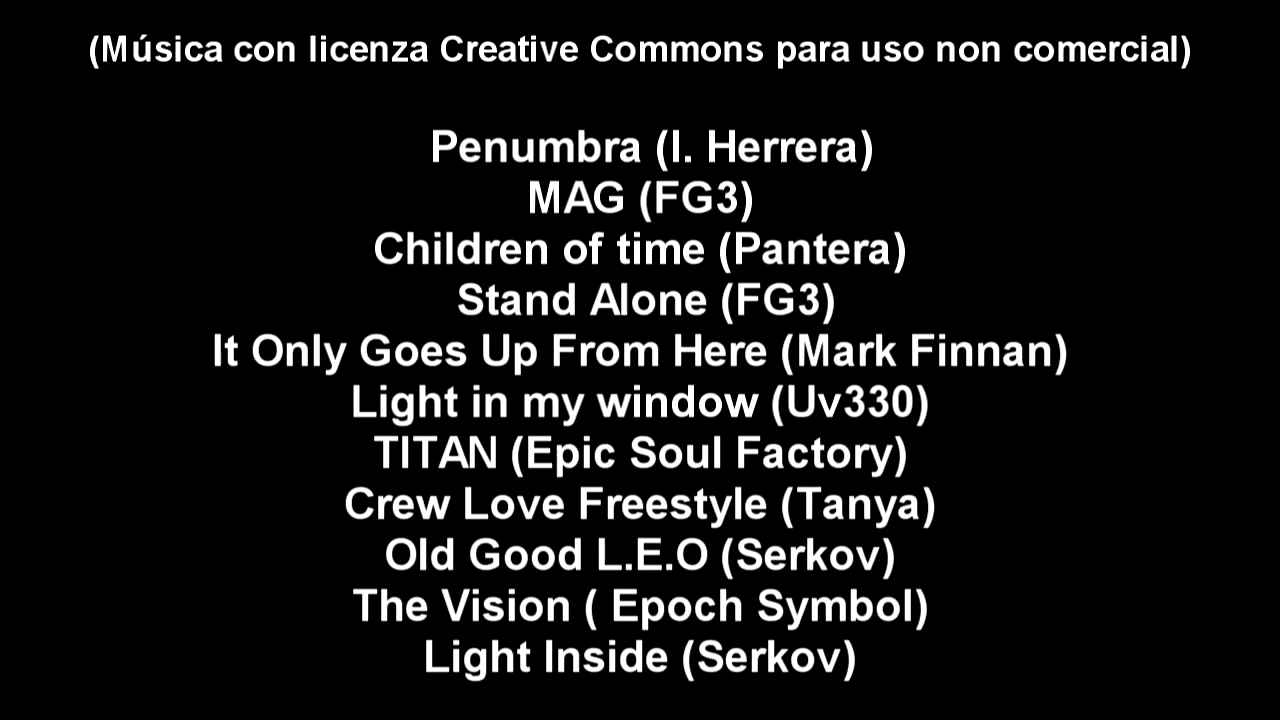 (Música con licenza Creative Commons para uso non comercial)
Penumbra (I. Herrera)
MAG (FG3)
Children of time (Pantera)
Stand Alone (FG3)
It Only Goes Up From Here (Mark Finnan)
Light in my window (Uv330)
TITAN (Epic Soul Factory)
Crew Love Freestyle (Tanya)
Old Good L.E.O (Serkov)
The Vision ( Epoch Symbol)
Light Inside (Serkov)